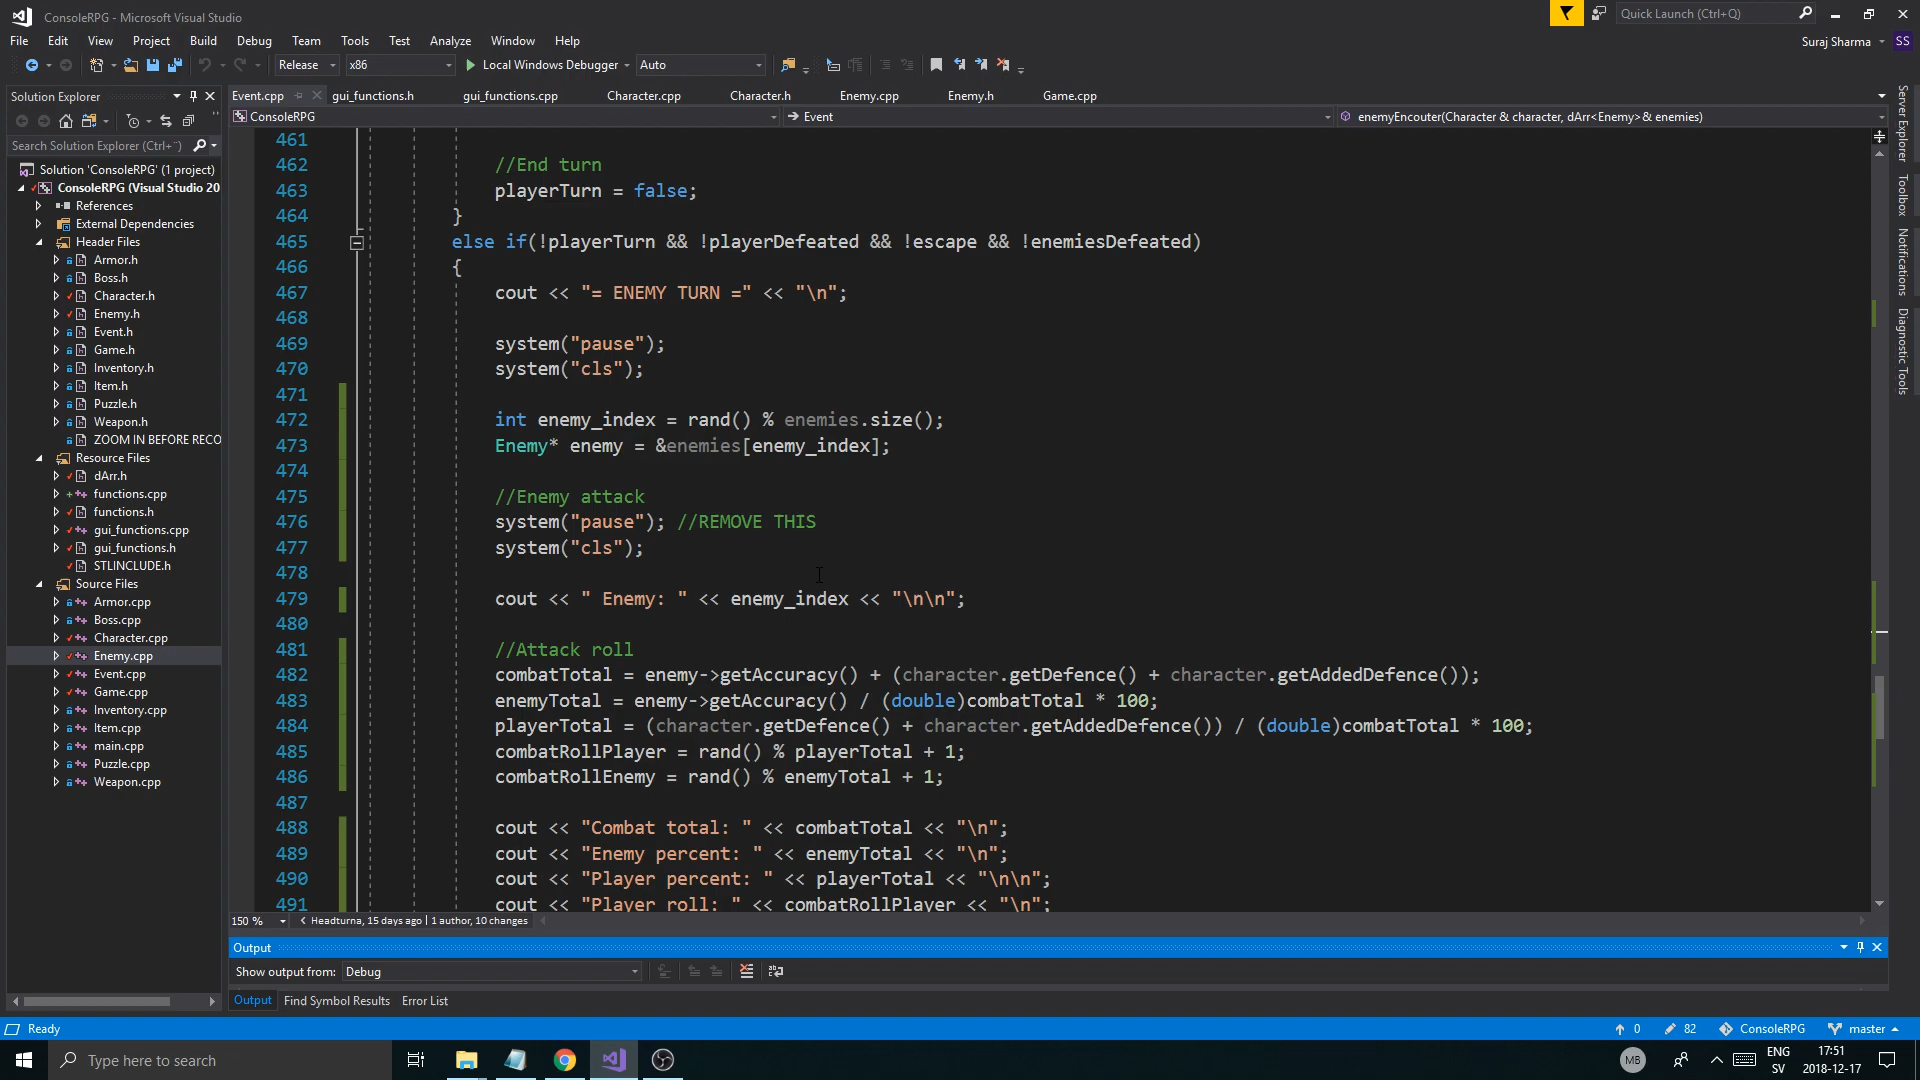 ConsoleRPG - Microsoft Visual Studio
Quick Launch (Ctrl+Q)
File Edit View Project Build Debug Team Tools Test Analyze Window Help
Suraj Sharma SS
Release x86 Local Windows Debugger Auto
Solution Explorer
Event.cpp gui_functions.h gui_functions.cpp Character.cpp Character.h Enemy.cpp Enemy.h Game.cpp
ConsoleRPG Event enemyEncouter(Character & character, dArr<Enemy>& enemies)
Search Solution Explorer (Ctrl+¨)
Solution 'ConsoleRPG' (1 project)
ConsoleRPG (Visual Studio 20
References
External Dependencies
Header Files
Armor.h
Boss.h
Character.h
Enemy.h
Event.h
Game.h
Inventory.h
Item.h
Puzzle.h
Weapon.h
ZOOM IN BEFORE RECO
Resource Files
dArr.h
functions.cpp
functions.h
gui_functions.cpp
gui_functions.h
STLINCLUDE.h
Source Files
Armor.cpp
Boss.cpp
Character.cpp
Enemy.cpp
Event.cpp
Game.cpp
Inventory.cpp
Item.cpp
main.cpp
Puzzle.cpp
Weapon.cpp
461
462 //End turn
463 playerTurn = false;
464 }
465 else if(!playerTurn && !playerDefeated && !escape && !enemiesDefeated)
466 {
467 cout << "= ENEMY TURN =" << "\n";
468
469 system("pause");
470 system("cls");
471
472 int enemy_index = rand() % enemies.size();
473 Enemy* enemy = &enemies[enemy_index];
474
475 //Enemy attack
476 system("pause"); //REMOVE THIS
477 system("cls");
478
479 cout << " Enemy: " << enemy_index << "\n\n";
480
481 //Attack roll
482 combatTotal = enemy->getAccuracy() + (character.getDefence() + character.getAddedDefence());
483 enemyTotal = enemy->getAccuracy() / (double)combatTotal * 100;
484 playerTotal = (character.getDefence() + character.getAddedDefence()) / (double)combatTotal * 100;
485 combatRollPlayer = rand() % playerTotal + 1;
486 combatRollEnemy = rand() % enemyTotal + 1;
487
488 cout << "Combat total: " << combatTotal << "\n";
489 cout << "Enemy percent: " << enemyTotal << "\n";
490 cout << "Player percent: " << playerTotal << "\n\n";
491 cout << "Player roll: " << combatRollPlayer << "\n";
150 % Headturna, 15 days ago | 1 author, 10 changes
Server Explorer
Toolbox
Notifications
Diagnostic Tools
Output
Show output from: Debug
Output Find Symbol Results Error List
Ready
0 82 ConsoleRPG master
Type here to search
MB
ENG
SV
17:51
2018-12-17